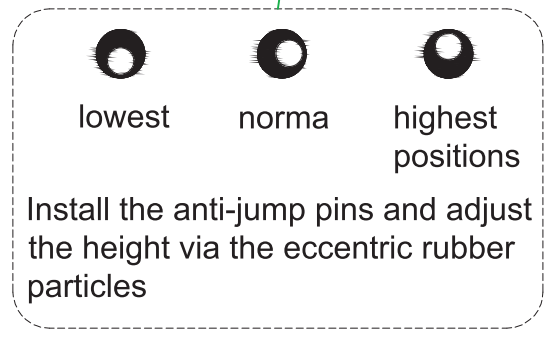 lowest norma highest
positions
Install the anti-jump pins and adjust
the height via the eccentric rubber
particles